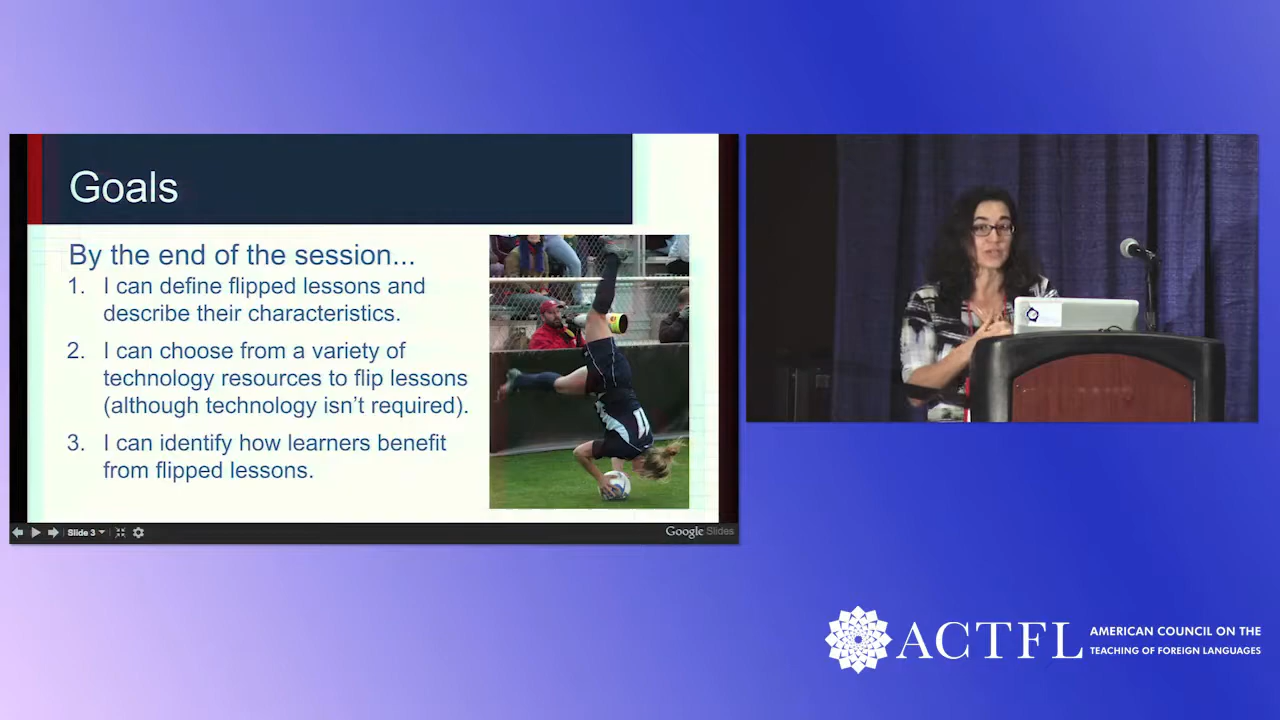 Goals
By the end of the session...
1. I can define flipped lessons and
describe their characteristics.
2. I can choose from a variety of
technology resources to flip lessons
(although technology isn't required).
3. I can identify how learners benefit
from flipped lessons.
11
Slide 3
Google Slides
ACTFL
AMERICAN COUNCIL ON THE
TEACHING OF FOREIGN LANGUAGES